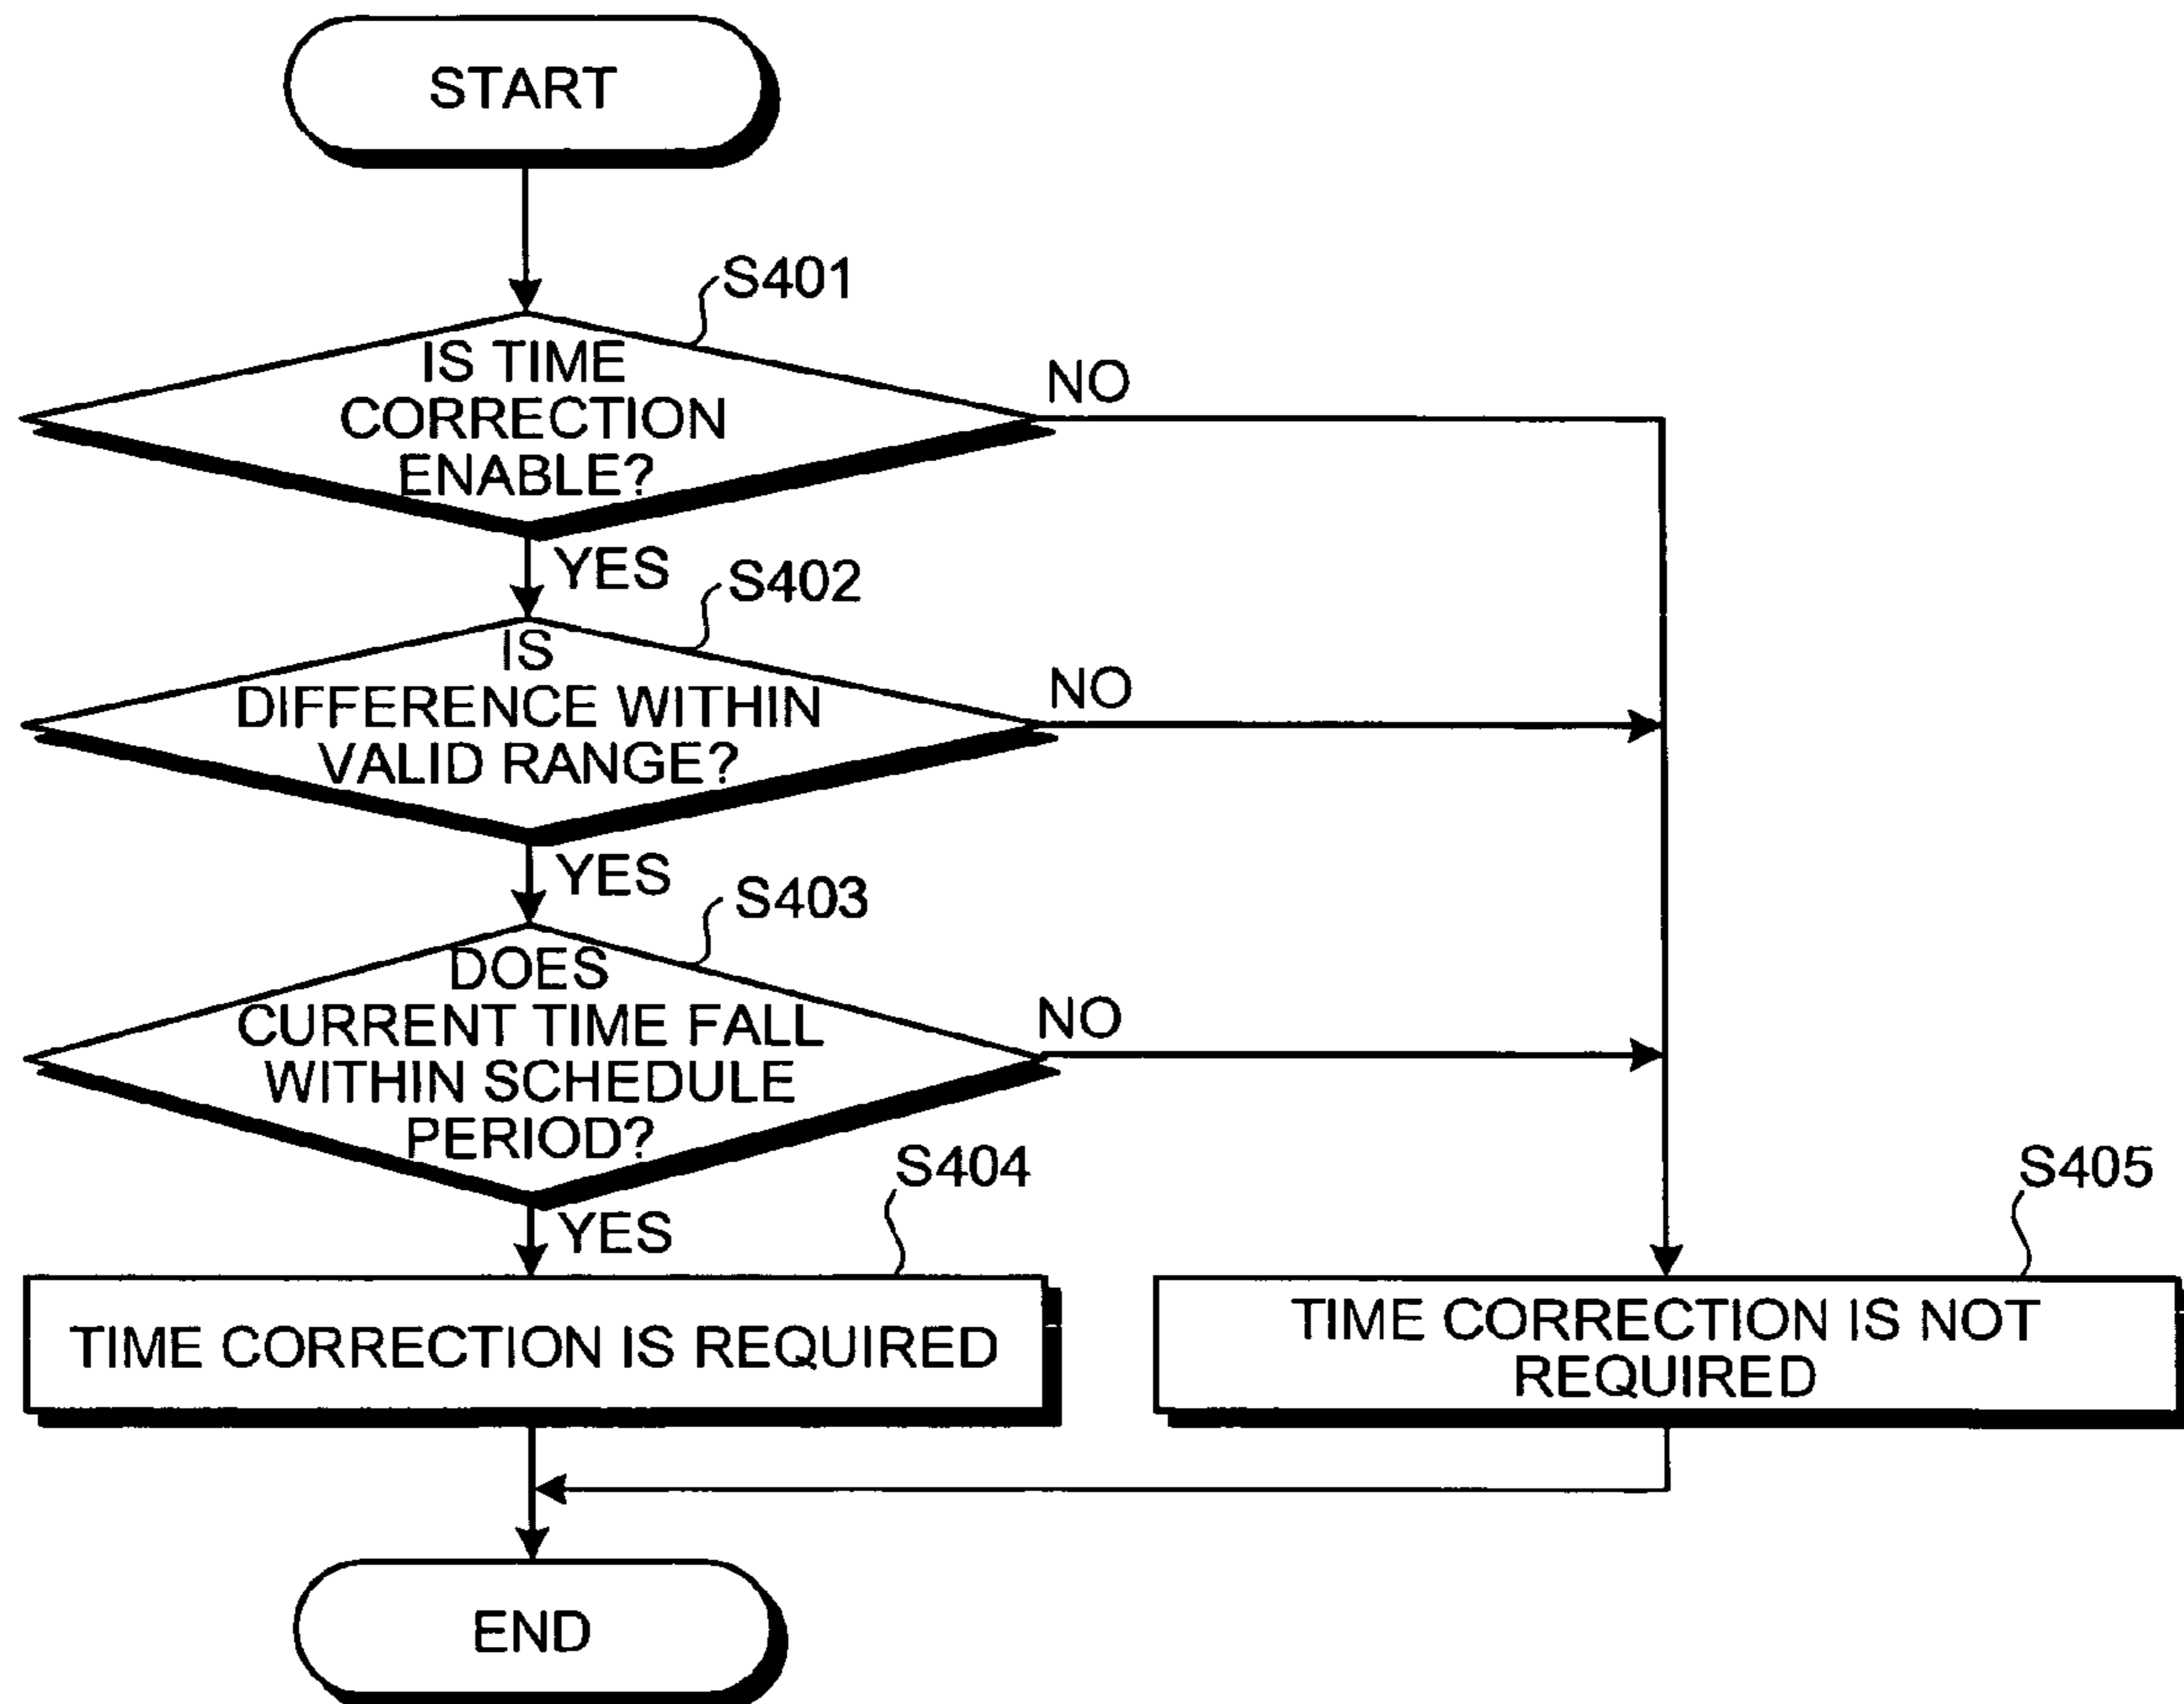 START
S401
IS TIME
CORRECTION
ENABLE?
NO
YES
S402
IS
DIFFERENCE WITHIN
VALID RANGE?
NO
YES
S403
DOES
CURRENT TIME FALL
WITHIN SCHEDULE
PERIOD?
NO
YES
S404
TIME CORRECTION IS REQUIRED
S405
TIME CORRECTION IS NOT
REQUIRED
END